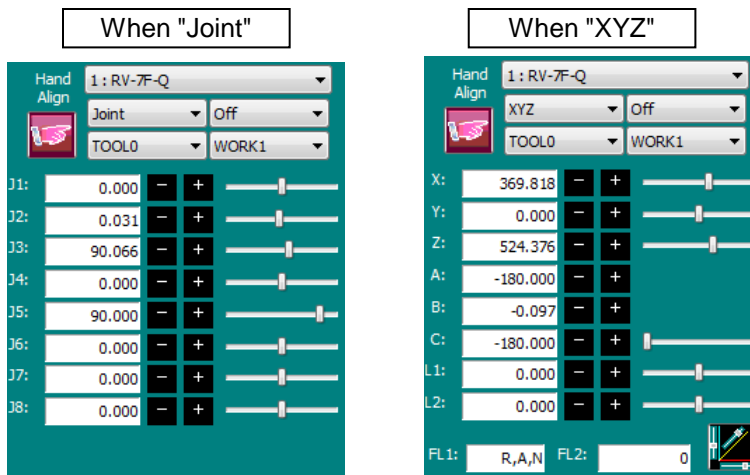 When "Joint"
Hand Align
1 : RV-7F-Q
Joint
Off
TOOL0
WORK1
J1: 0.000 - +
J2: 0.031 - +
J3: 90.066 - +
J4: 0.000 - +
J5: 90.000 - +
J6: 0.000 - +
J7: 0.000 - +
J8: 0.000 - +
When "XYZ"
Hand Align
1 : RV-7F-Q
XYZ
Off
TOOL0
WORK1
X: 369.818 - +
Y: 0.000 - +
Z: 524.376 - +
A: -180.000 - +
B: -0.097 - +
C: -180.000 - +
L1: 0.000 - +
L2: 0.000 - +
FL1: R,A,N FL2: 0